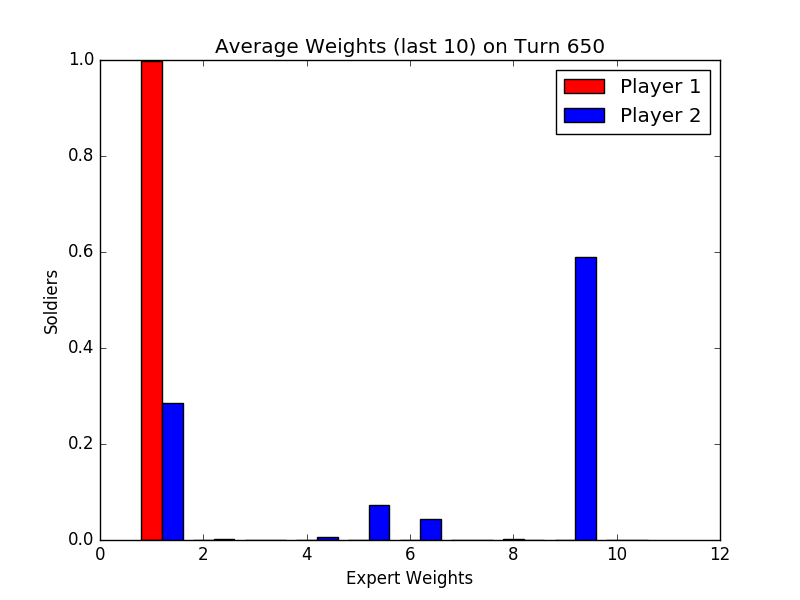 Average Weights (last 10) on Turn 650
1.0
0.8
0.6
0.4
0.2
0.0
Soldiers
Player 1
Player 2
0 2 4 6 8 10 12
Expert Weights